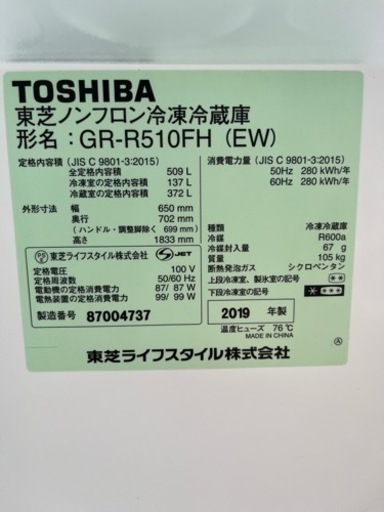 TOSHIBA
東芝ノンフロン冷凍冷蔵庫
形名：GR-R510FH (EW)
定格内容積 (JIS C 9801-3:2015)
全定格内容積 509 L
冷凍室の定格内容積 137 L
冷蔵室の定格内容積 372 L
外形寸法 幅 650 mm
奥行 702 mm
(ハンドル・調整脚除く 699 mm)
高さ 1833 mm
消費電力量 (JIS C 9801-3:2015)
50Hz 280 kWh/年
60Hz 280 kWh/年
種類 冷凍冷蔵庫
冷媒 R600a
冷媒封入量 67 g
質量 105 kg
断熱発泡ガス シクロペンタン
上段冷凍室、製氷室の記号
下段冷凍室の記号
PS E 東芝ライフスタイル株式会社 S-JET
定格電圧 100 V
定格周波数 50/60 Hz
電動機の定格消費電力 87/ 87 W
電熱装置の定格消費電力 99/ 99 W
製造番号 87004737
2019 年製
温度ヒューズ 76℃
MADE IN CHINA
東芝ライフスタイル株式会社
Ⓐ